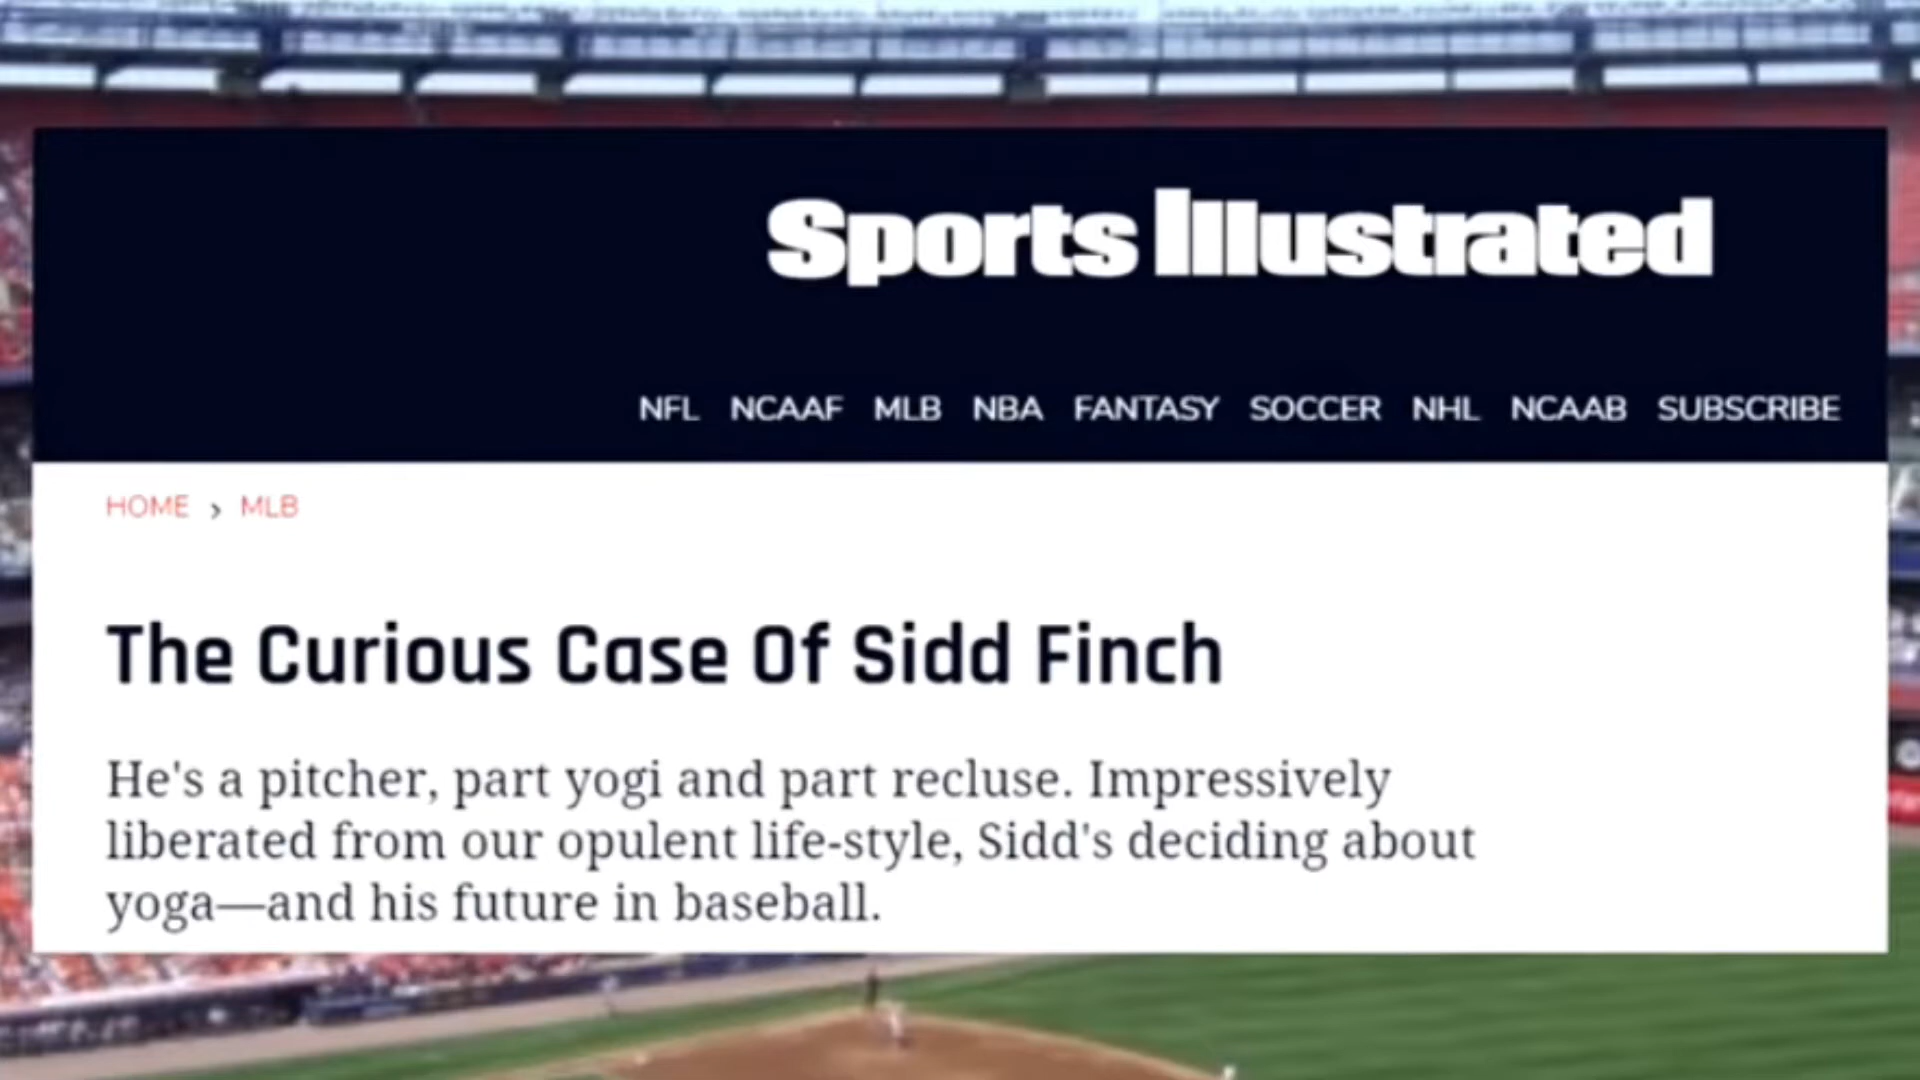 Sports Illustrated
NFL NCAAF MLB NBA FANTASY SOCCER NHL NCAAB SUBSCRIBE
HOME › MLB
The Curious Case Of Sidd Finch
He's a pitcher, part yogi and part recluse. Impressively
liberated from our opulent life-style, Sidd's deciding about
yoga—and his future in baseball.